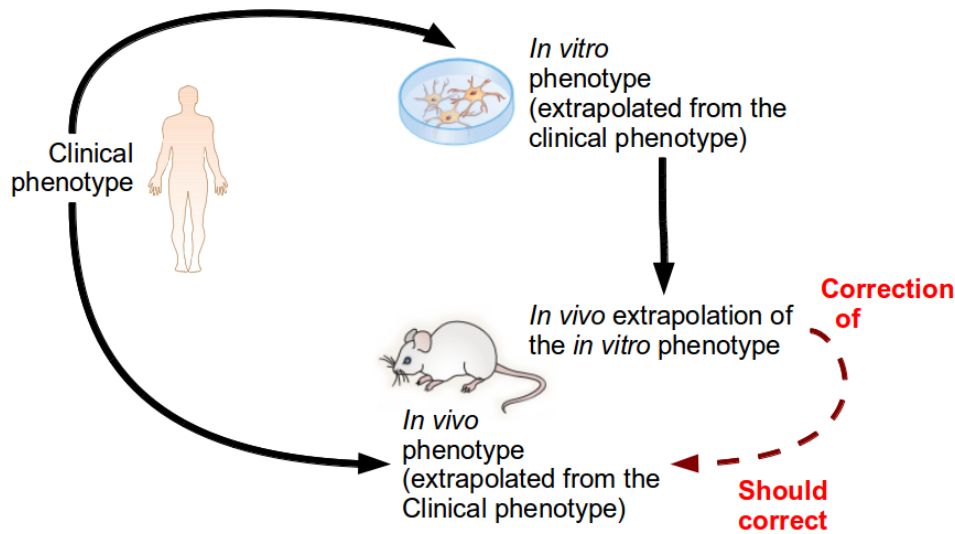 In vitro
phenotype
(extrapolated from the
clinical phenotype)
Clinical
phenotype
Correction
of
In vivo extrapolation of
the in vitro phenotype
In vivo
phenotype
(extrapolated from the
Clinical phenotype)
Should
correct